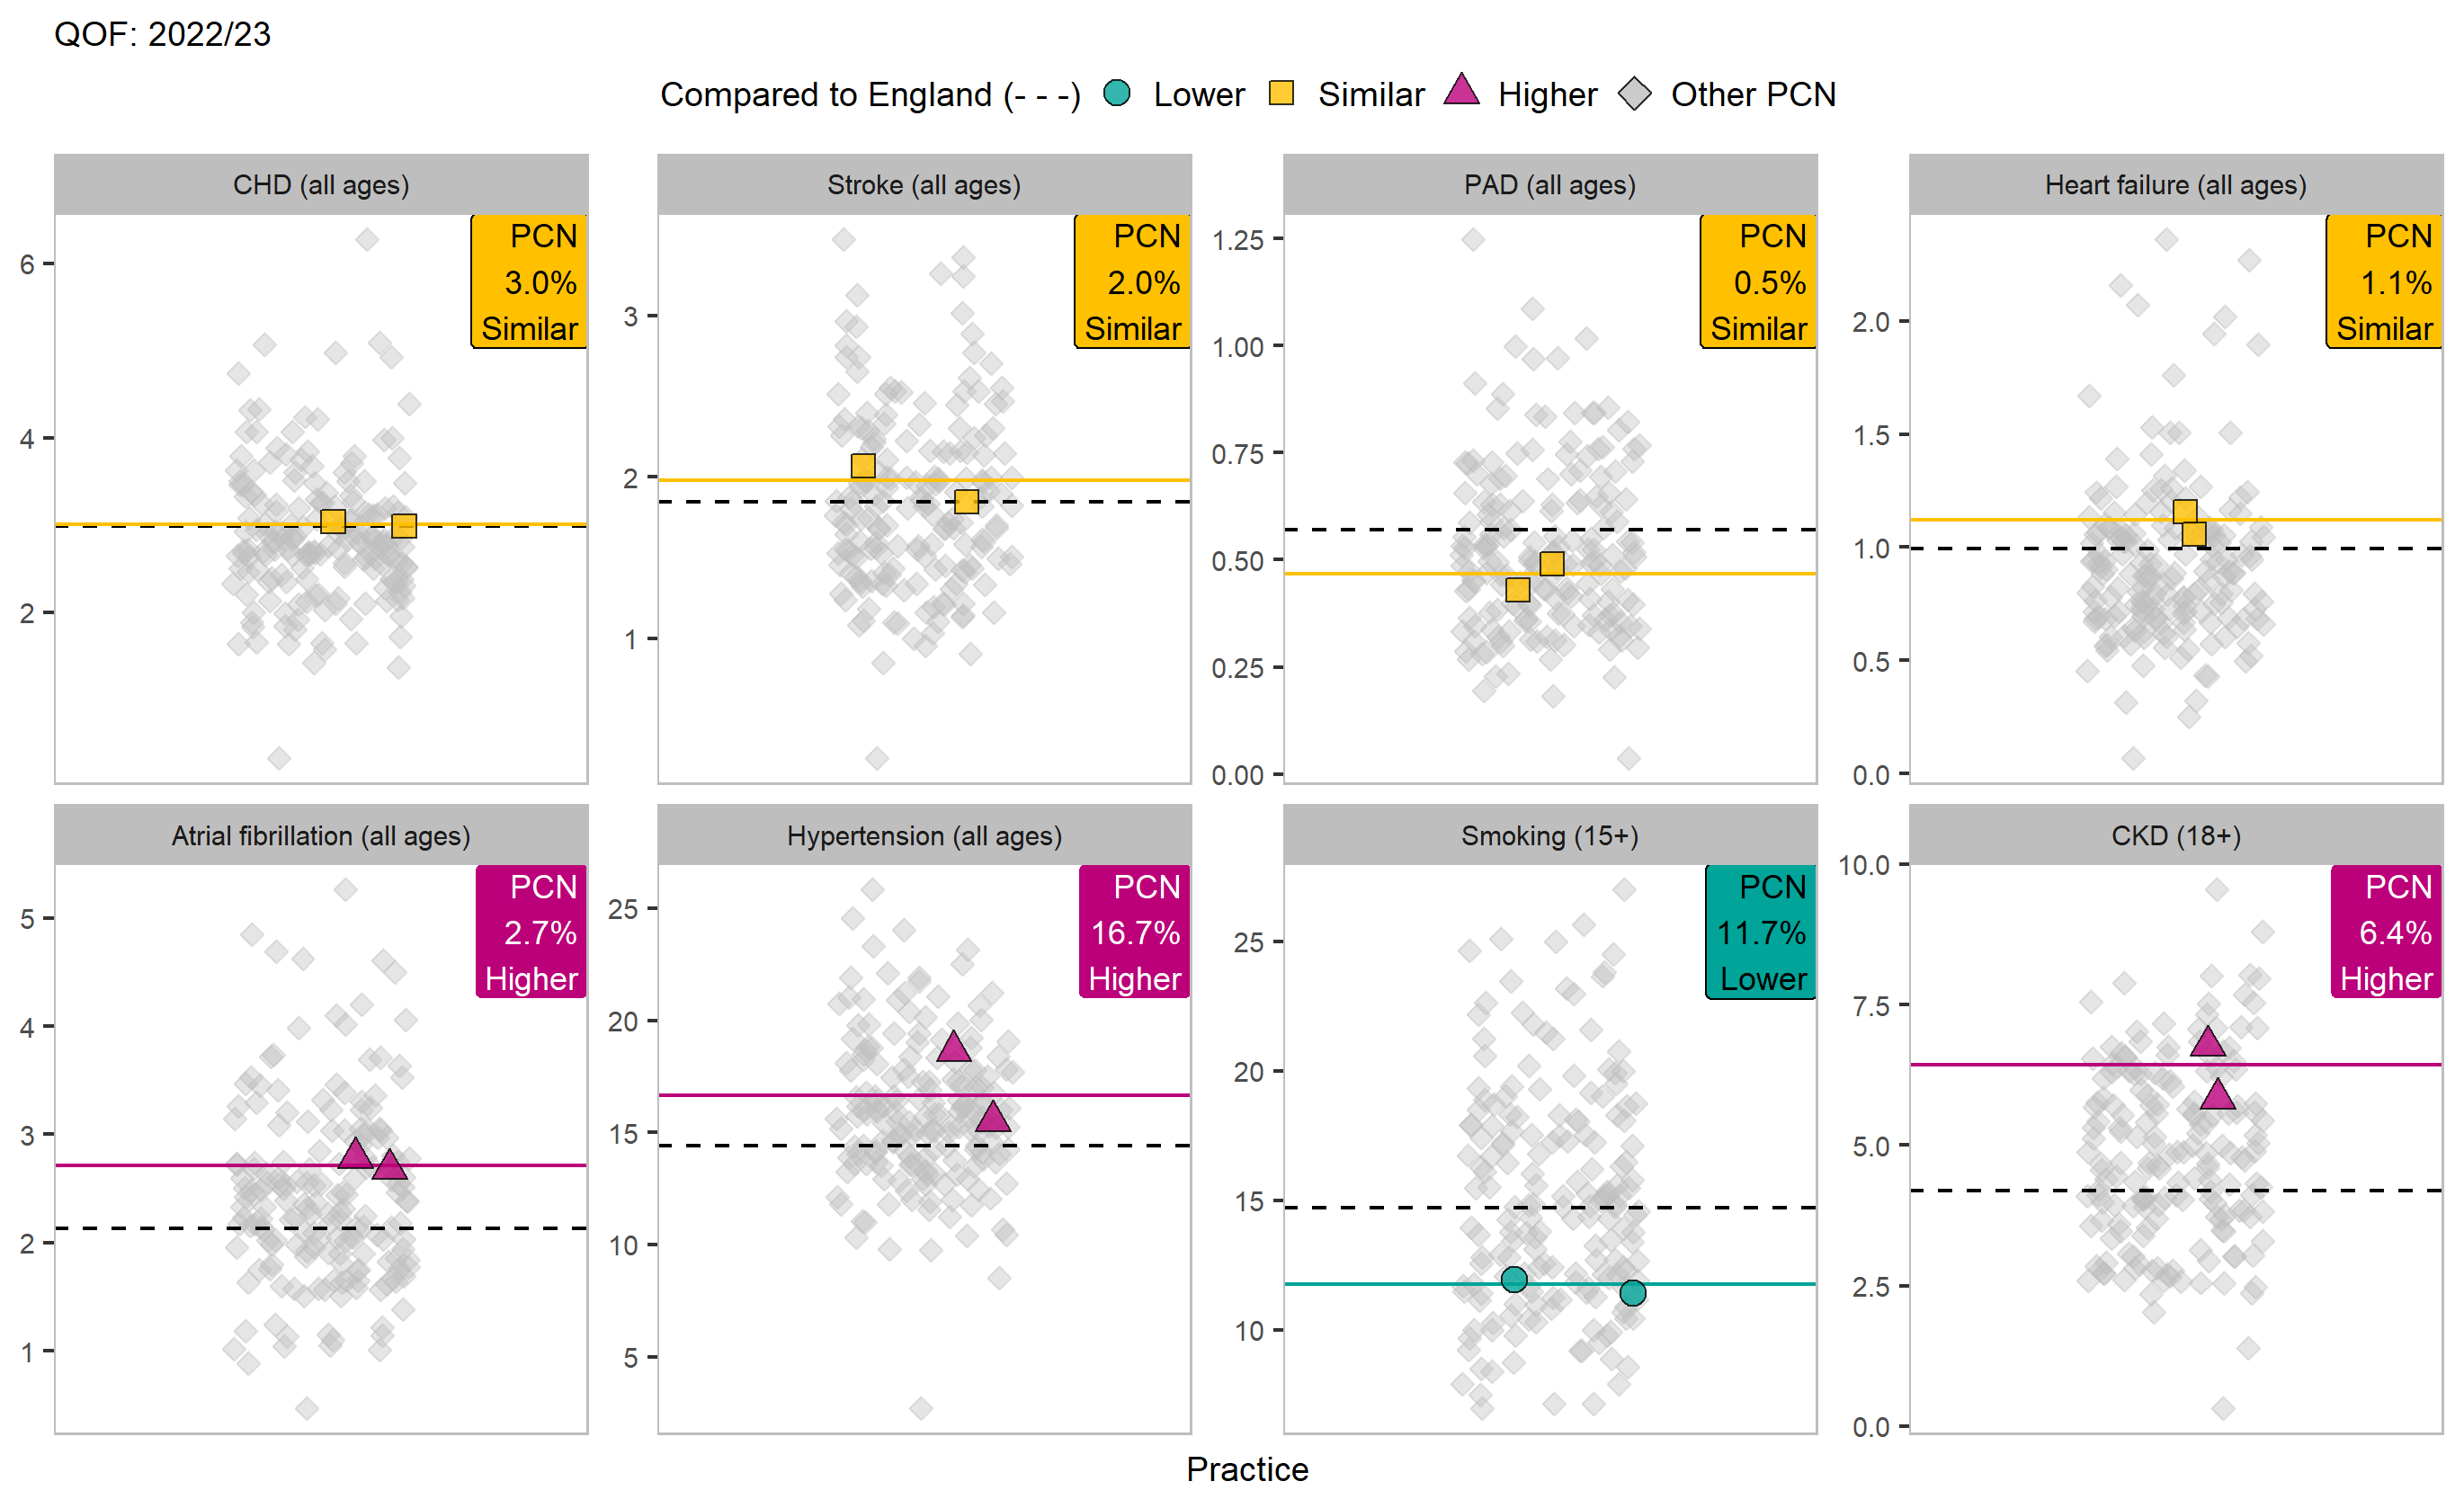 QOF: 2022/23
Compared to England (- - -) Lower Similar Higher Other PCN
CHD (all ages)
PCN
3.0%
Similar
6
4
2
Stroke (all ages)
PCN
2.0%
Similar
3
2
1
PAD (all ages)
PCN
0.5%
Similar
1.25
1.00
0.75
0.50
0.25
0.00
Heart failure (all ages)
PCN
1.1%
Similar
2.0
1.5
1.0
0.5
0.0
Atrial fibrillation (all ages)
PCN
2.7%
Higher
5
4
3
2
1
Hypertension (all ages)
PCN
16.7%
Higher
25
20
15
10
5
Smoking (15+)
PCN
11.7%
Lower
25
20
15
10
CKD (18+)
PCN
6.4%
Higher
10.0
7.5
5.0
2.5
0.0
Practice